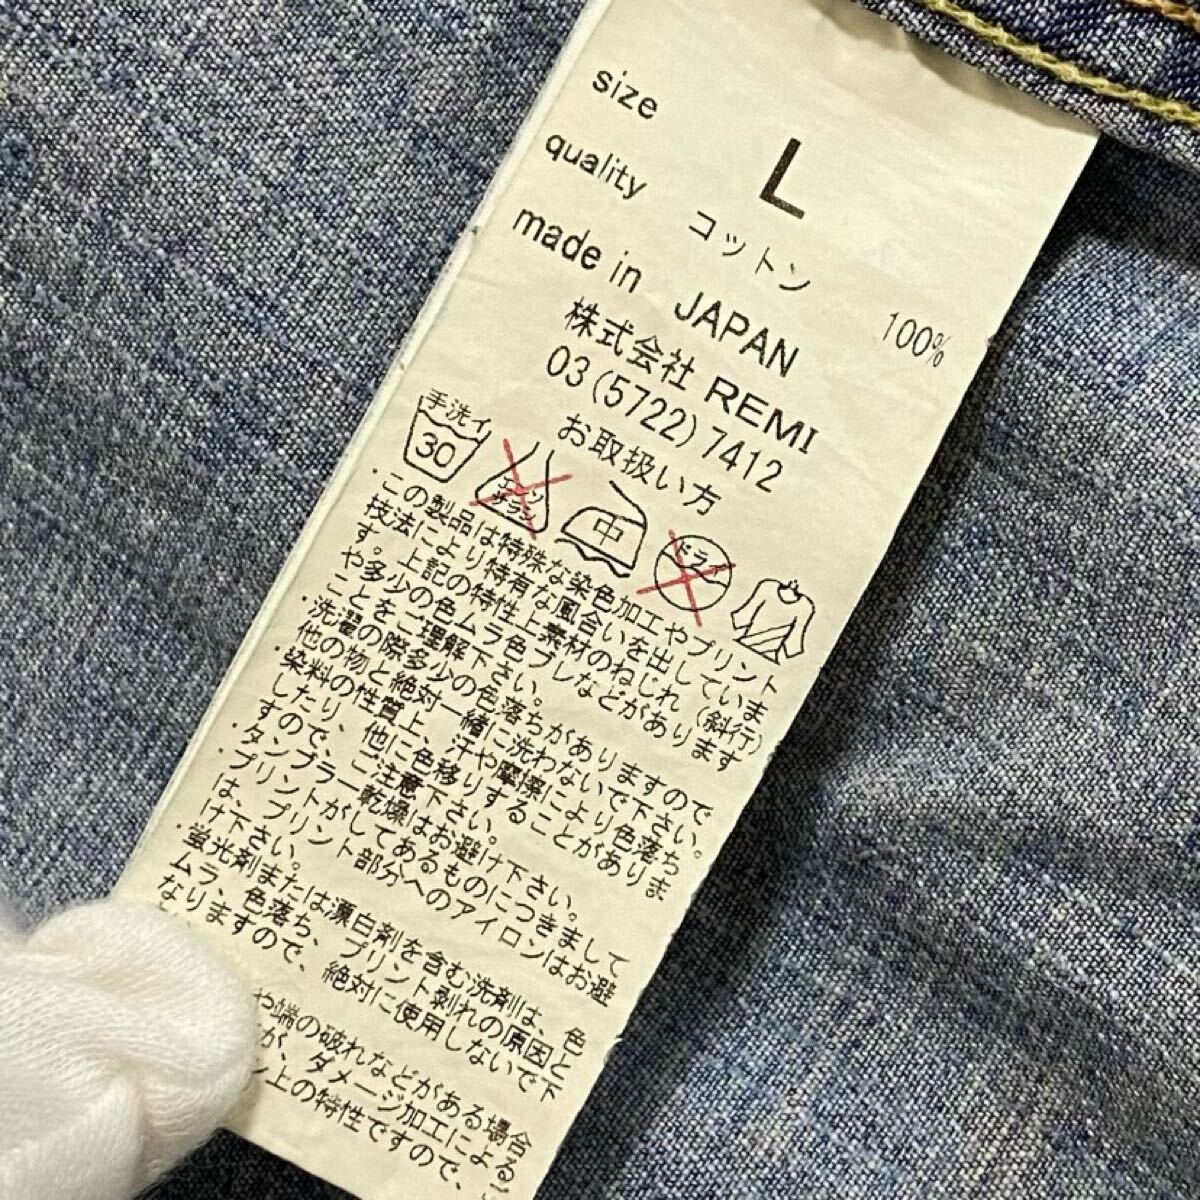 size L
quality コットン 100%
made in JAPAN
株式会社 REMI
03(5722)7412
お取扱い方
手洗イ
30
エンソ
サラシ
中
ドライ
・この製品は特殊な染色加工やプリント
技法により特有な風合いを出していま
す。上記の特性上素材のねじれ(斜行)
や多少の色ムラ色ブレなどがあります
ことをご理解下さい。
・洗濯の際多少の色落ちがありますので
他の物と絶対一緒に洗わないで下さい。
・染料の性質上、汗や摩擦により色落ち
したり、他に色移りすることがありま
すので、ご注意下さい。
・タンブラー乾燥はお避け下さい。
・プリントがしてあるものにつきまして
は、プリント部分へのアイロンはお避
け下さい。
・蛍光剤または漂白剤を含む洗剤は、色
ムラ、色落ち、プリント剥れの原因と
なりますので、絶対に使用しないで下
や端の破れなどがある場合
が、ダメージ加工によ
ン上の特性ですので、